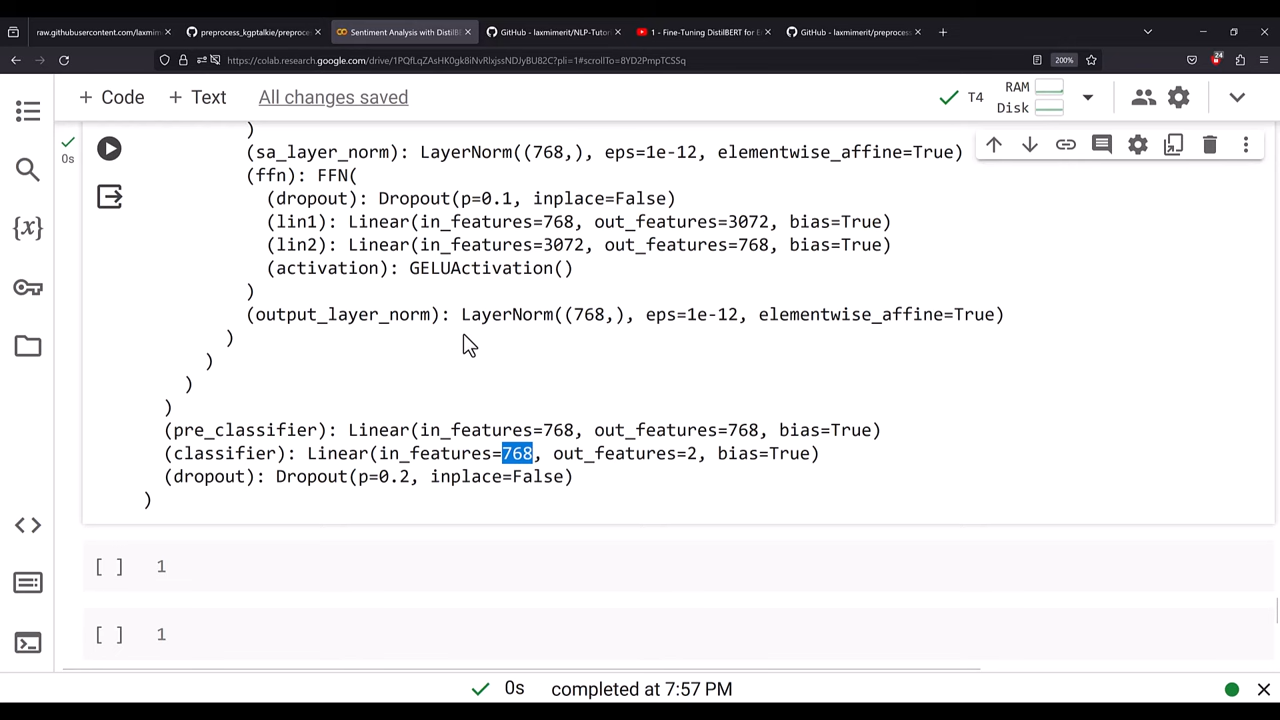 raw.githubusercontent.com/laxmim
preprocess_kgptalkie/preproces
Sentiment Analysis with DistilBE
GitHub - laxmimerit/NLP-Tutori
1 - Fine-Tuning DistilBERT for E
GitHub - laxmimerit/preprocess
https://colab.research.google.com/drive/1PQfLqZAsHK0gk8iNvRlxjssNDJyBU82C?pli=1#scrollTo=8YD2PmpTCSSq
200%
24
+ Code + Text All changes saved
T4 RAM
Disk
0s
)
(sa_layer_norm): LayerNorm((768,), eps=1e-12, elementwise_affine=True)
(ffn): FFN(
(dropout): Dropout(p=0.1, inplace=False)
(lin1): Linear(in_features=768, out_features=3072, bias=True)
(lin2): Linear(in_features=3072, out_features=768, bias=True)
(activation): GELUActivation()
)
(output_layer_norm): LayerNorm((768,), eps=1e-12, elementwise_affine=True)
)
)
)
)
(pre_classifier): Linear(in_features=768, out_features=768, bias=True)
(classifier): Linear(in_features=768, out_features=2, bias=True)
(dropout): Dropout(p=0.2, inplace=False)
)
[ ] 1
[ ] 1
0s completed at 7:57 PM